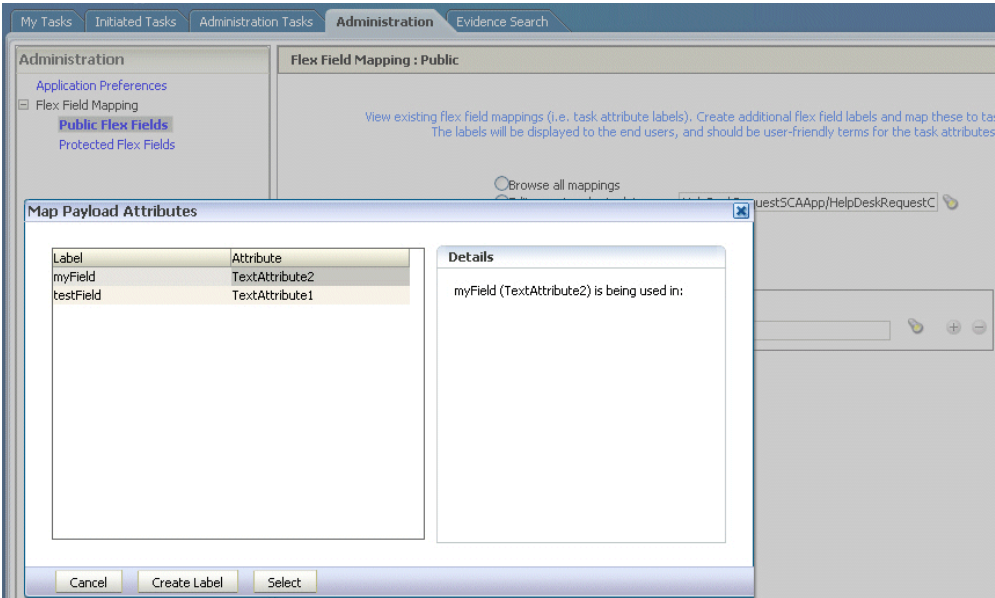 My Tasks Initiated Tasks Administration Tasks Administration Evidence Search
Administration
Application Preferences
Flex Field Mapping
Public Flex Fields
Protected Flex Fields
Flex Field Mapping : Public
View existing flex field mappings (i.e. task attribute labels). Create additional flex field labels and map these to tas
The labels will be displayed to the end users, and should be user-friendly terms for the task attributes
Browse all mappings
uestSCAApp/HelpDeskRequestC
Map Payload Attributes
Label Attribute
myField TextAttribute2
testField TextAttribute1
Details
myField (TextAttribute2) is being used in:
Cancel Create Label Select